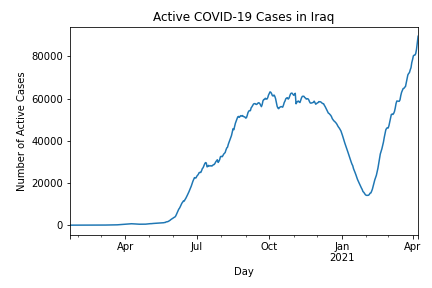 Active COVID-19 Cases in Iraq
Number of Active Cases
80000
60000
40000
20000
0
Apr
Jul
Oct
Jan
2021
Apr
Day